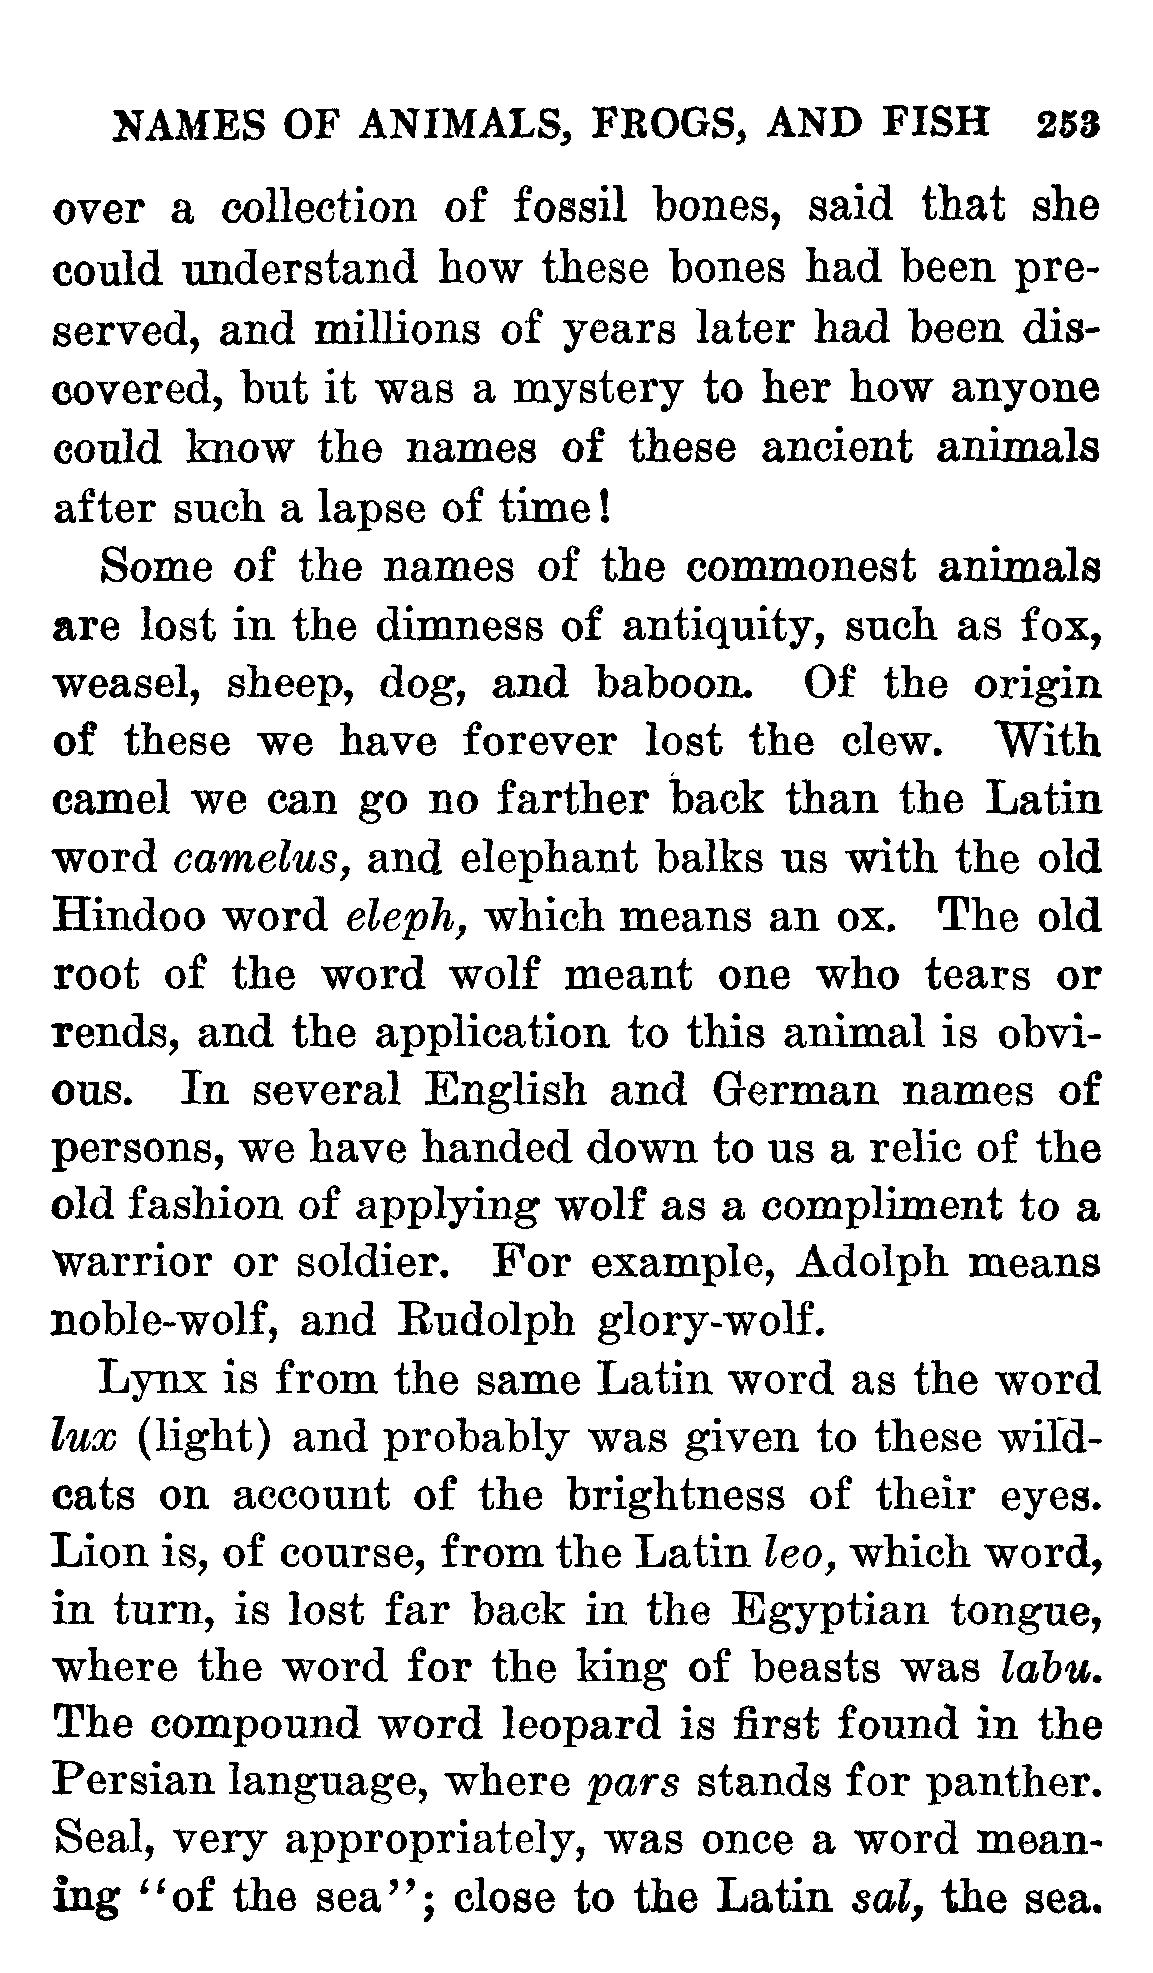 NAMES OF ANIMALS, FROGS, AND FISH 253
over a collection of fossil bones, said that she
could understand how these bones had been pre-
served, and millions of years later had been dis-
covered, but it was a mystery to her how anyone
could know the names of these ancient animals
after such a lapse of time!
Some of the names of the commonest animals
are lost in the dimness of antiquity, such as fox,
weasel, sheep, dog, and baboon. Of the origin
of these we have forever lost the clew. With
camel we can go no farther back than the Latin
word camelus, and elephant balks us with the old
Hindoo word eleph, which means an ox. The old
root of the word wolf meant one who tears or
rends, and the application to this animal is obvi-
ous. In several English and German names of
persons, we have handed down to us a relic of the
old fashion of applying wolf as a compliment to a
warrior or soldier. For example, Adolph means
noble-wolf, and Rudolph glory-wolf.
Lynx is from the same Latin word as the word
lux (light) and probably was given to these wild-
cats on account of the brightness of their eyes.
Lion is, of course, from the Latin leo, which word,
in turn, is lost far back in the Egyptian tongue,
where the word for the king of beasts was labu.
The compound word leopard is first found in the
Persian language, where pars stands for panther.
Seal, very appropriately, was once a word mean-
ing “of the sea”; close to the Latin sal, the sea.